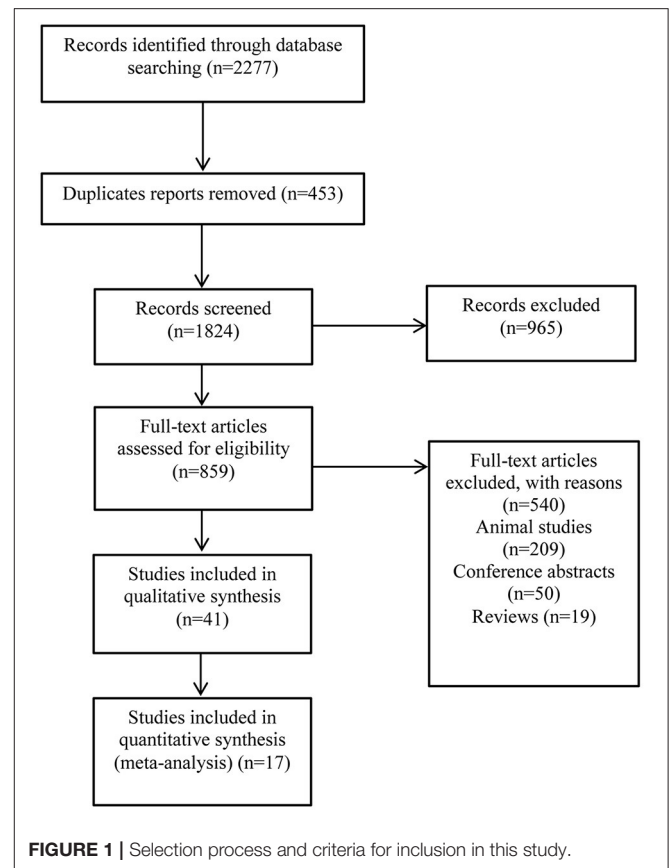 Records identified through database
searching (n=2277)
Duplicates reports removed (n=453)
Records screened
(n=1824)
Records excluded
(n=965)
Full-text articles
assessed for eligibility
(n=859)
Full-text articles
excluded, with reasons
(n=540)
Animal studies
(n=209)
Conference abstracts
(n=50)
Reviews (n=19)
Studies included in
qualitative synthesis
(n=41)
Studies included in
quantitative synthesis
(meta-analysis) (n=17)
FIGURE 1 | Selection process and criteria for inclusion in this study.